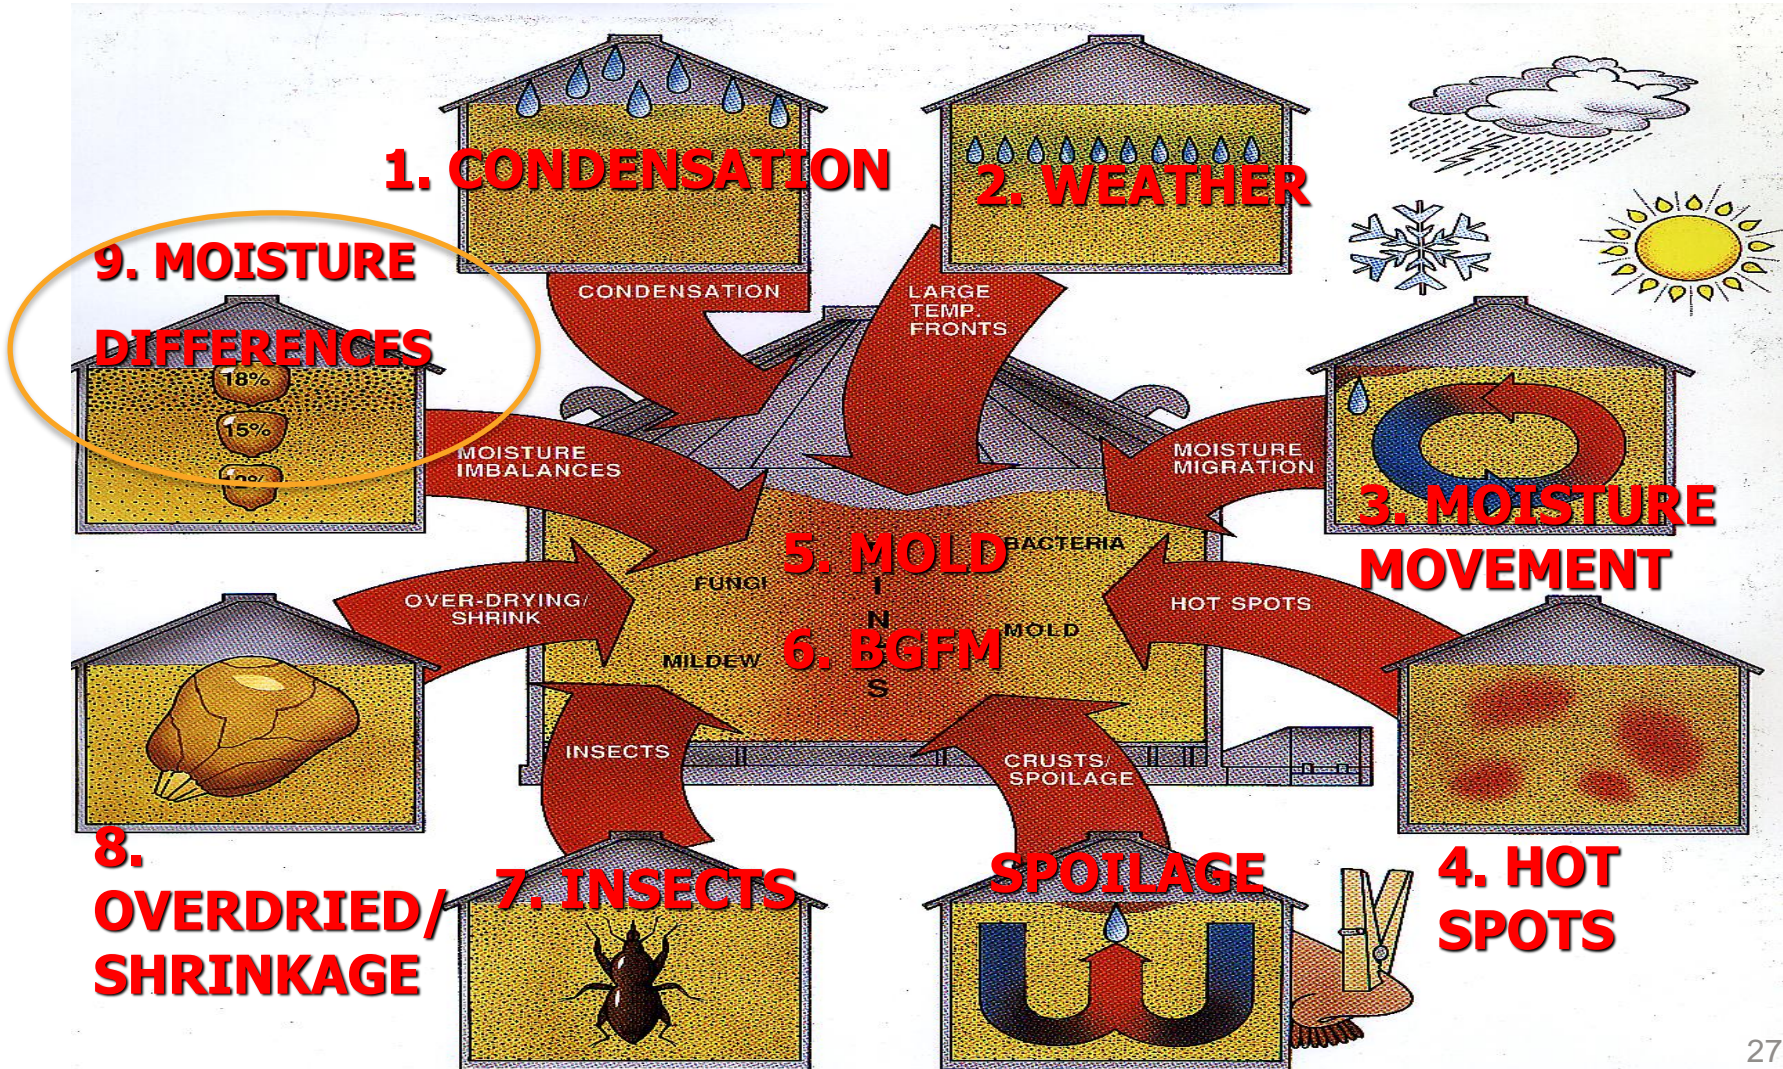 1. CONDENSATION
2. WEATHER
9. MOISTURE
DIFFERENCES
18%
15%
12%
CONDENSATION
LARGE
TEMP.
FRONTS
MOISTURE
IMBALANCES
MOISTURE
MIGRATION
3. MOISTURE
MOVEMENT
5. MOLD
BACTERIA
FUNGI
I
N
S
OVER-DRYING/
SHRINK
HOT SPOTS
6. BGFM
MOLD
MILDEW
INSECTS
CRUSTS/
SPOILAGE
8.
OVERDRIED/
SHRINKAGE
7. INSECTS
SPOILAGE
4. HOT
SPOTS
27